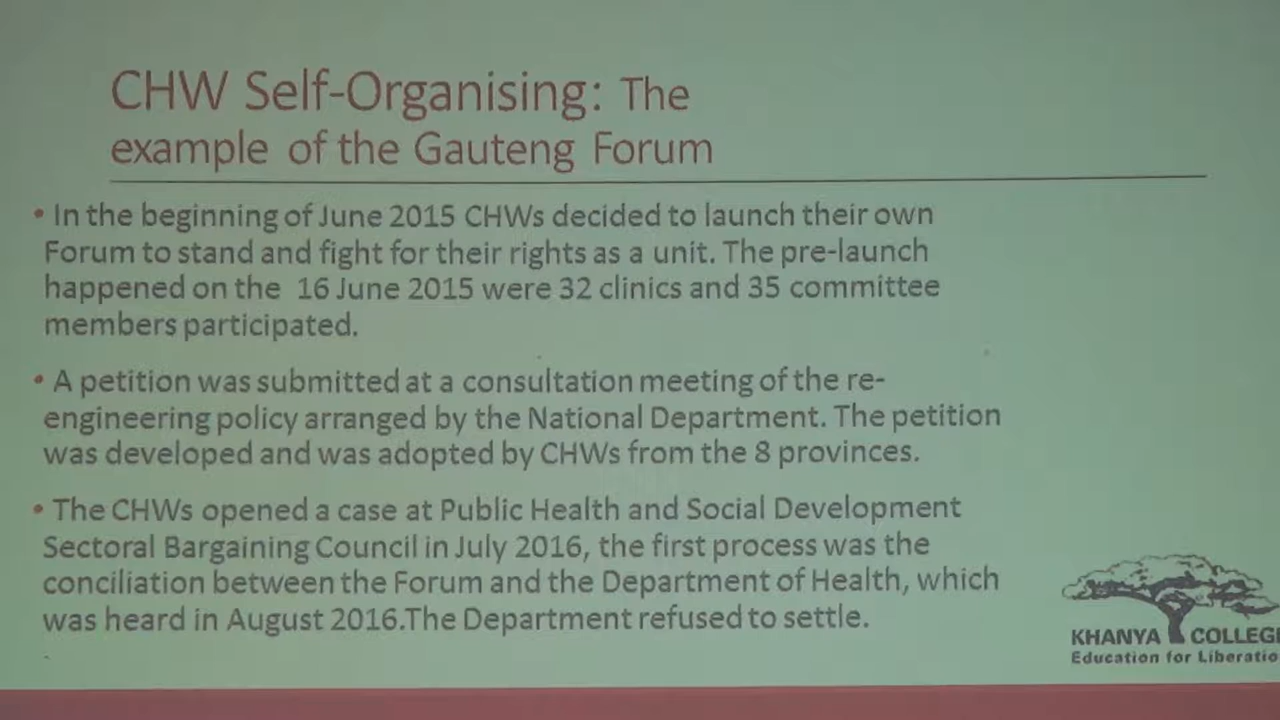 CHW Self-Organising: The
example of the Gauteng Forum
• In the beginning of June 2015 CHWs decided to launch their own
Forum to stand and fight for their rights as a unit. The pre-launch
happened on the 16 June 2015 were 32 clinics and 35 committee
members participated.
• A petition was submitted at a consultation meeting of the re-
engineering policy arranged by the National Department. The petition
was developed and was adopted by CHWs from the 8 provinces.
• The CHWs opened a case at Public Health and Social Development
Sectoral Bargaining Council in July 2016, the first process was the
conciliation between the Forum and the Department of Health, which
was heard in August 2016.The Department refused to settle.
KHANYA COLLEG
Education for Liberatio